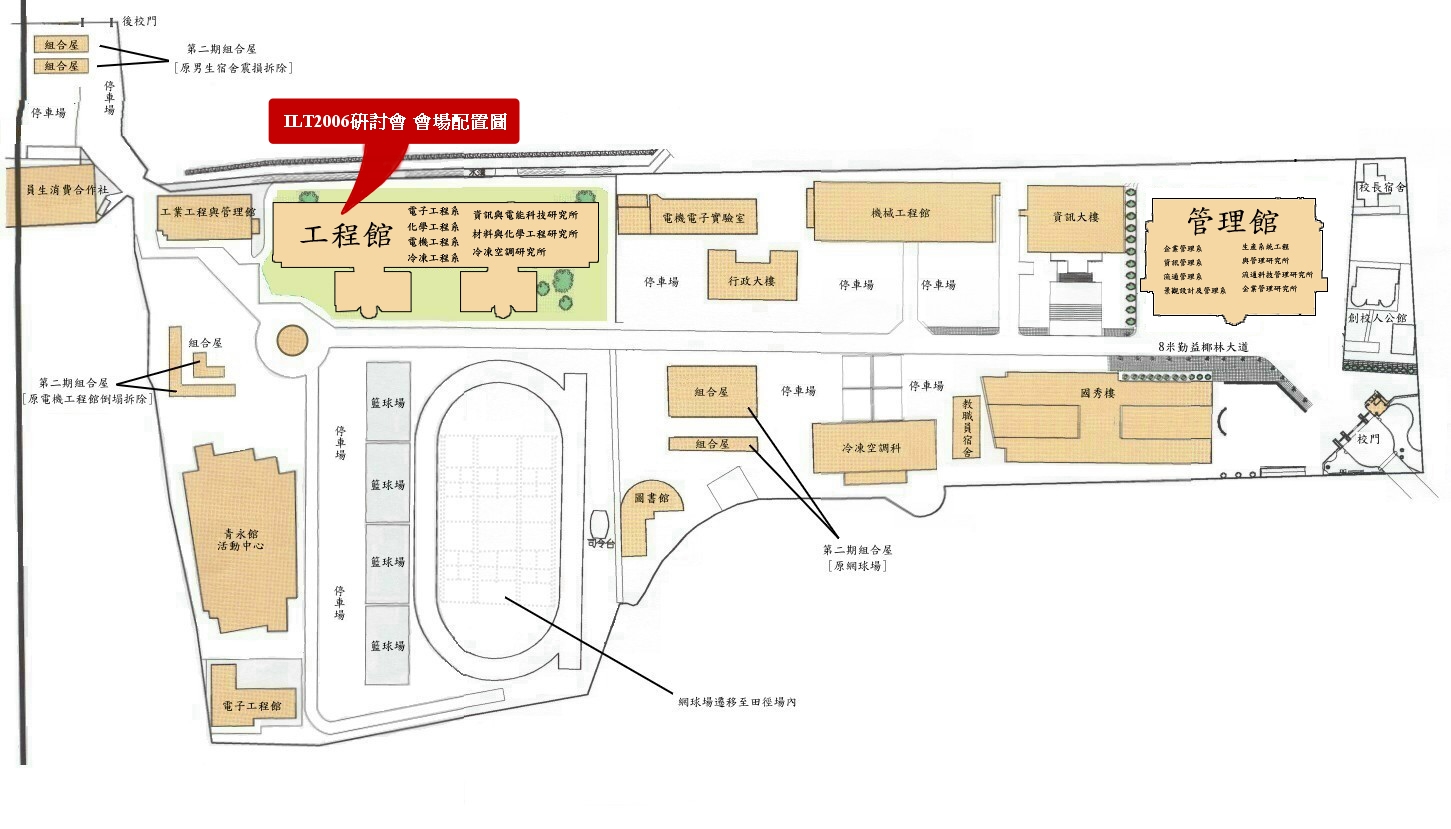 後校門
組合屋
組合屋
第二期組合屋
[原男生宿舍震損拆除]
停車場
停車場
ILT2006研討會 會場配置圖
水塘
員生消費合作社
工業工程與管理館
工程館
電子工程系
化學工程系
電機工程系
冷凍工程系
資訊與電能科技研究所
材料與化學工程研究所
冷凍空調研究所
電機電子實驗室
機械工程館
資訊大樓
管理館
企業管理系
資訊管理系
流通管理系
景觀設計及管理系
生產系統工程
與管理研究所
流通科技管理研究所
企業管理研究所
校長宿舍
停車場
行政大樓
停車場
停車場
創校人公館
8米勤益椰林大道
組合屋
第二期組合屋
[原電機工程館倒塌拆除]
籃球場
停車場
組合屋
停車場
停車場
教職員宿舍
國秀樓
校門
組合屋
冷凍空調科
籃球場
圖書館
青永館
活動中心
司令台
第二期組合屋
[原網球場]
籃球場
停車場
籃球場
電子工程館
網球場遷移至田徑場內